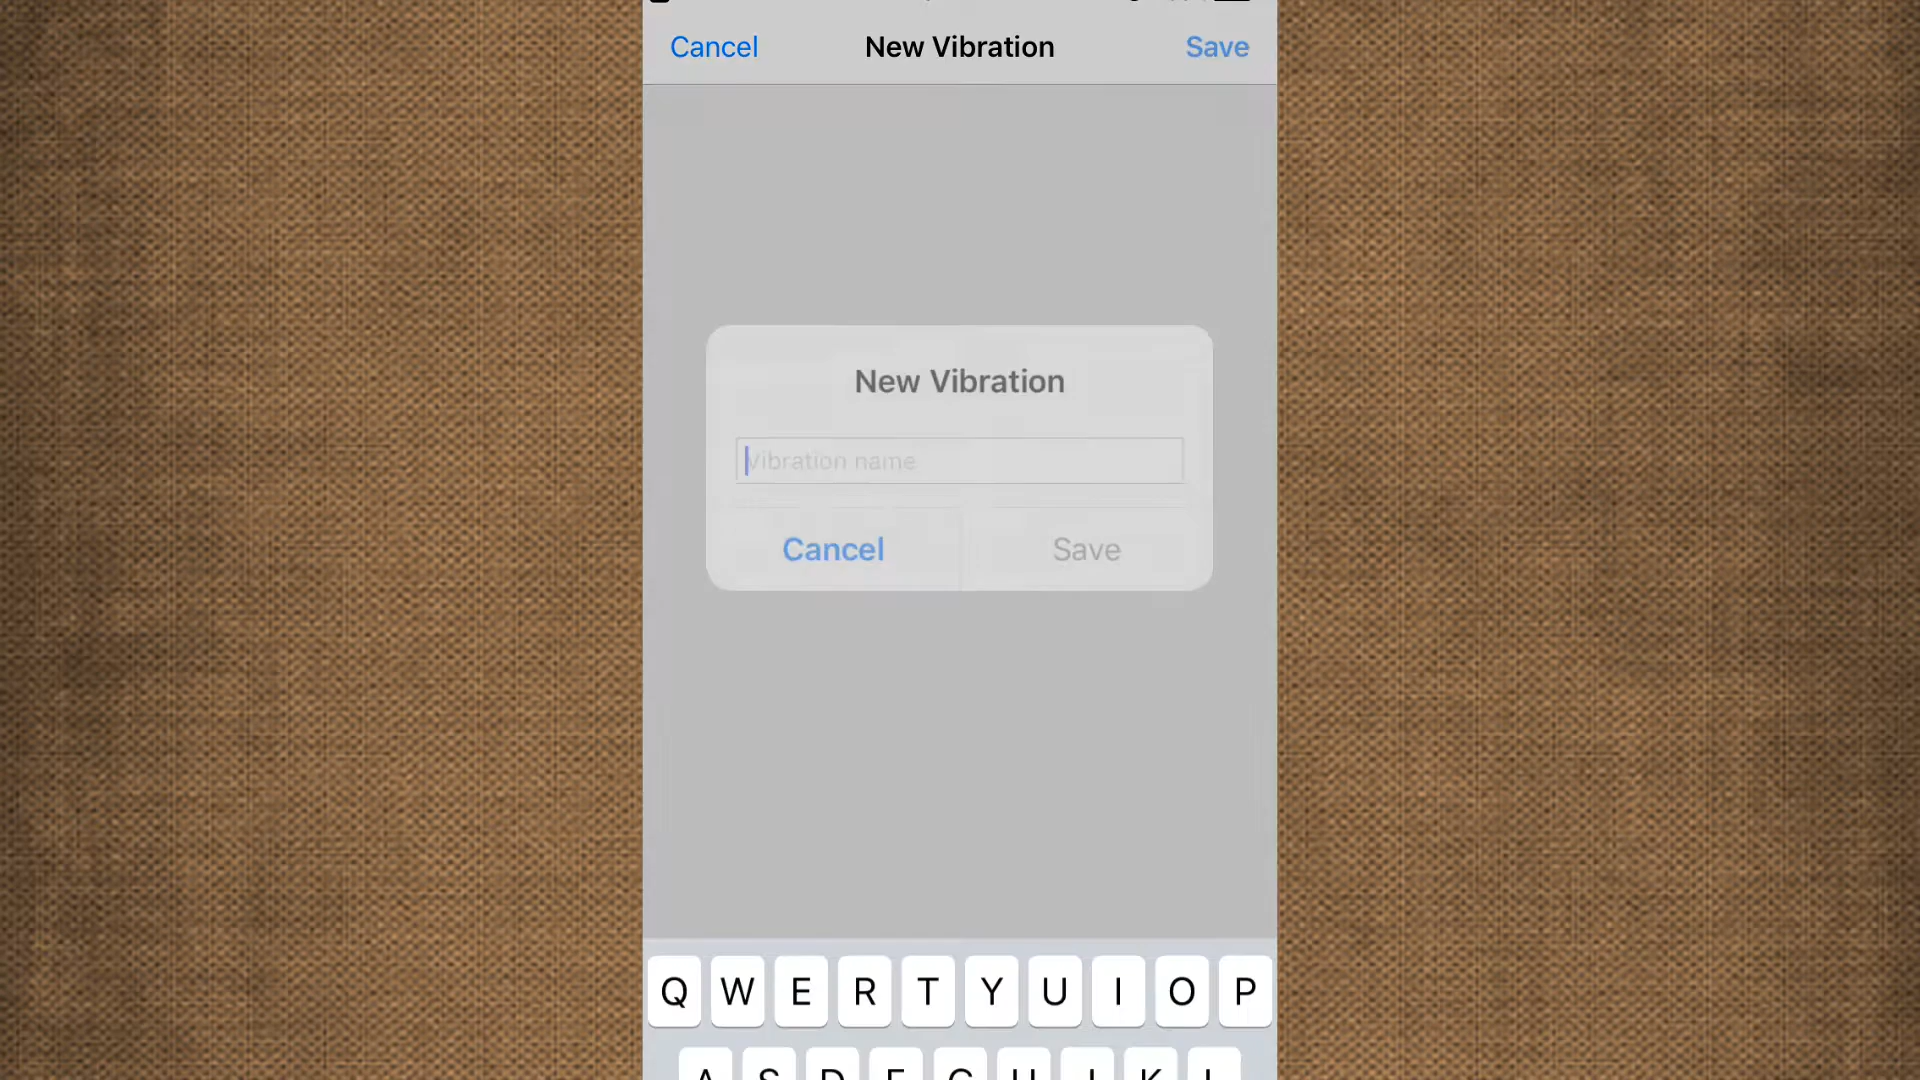 Cancel New Vibration Save
New Vibration
Vibration name
Cancel Save
Q W E R T Y U I O P
A S D F G H J K L